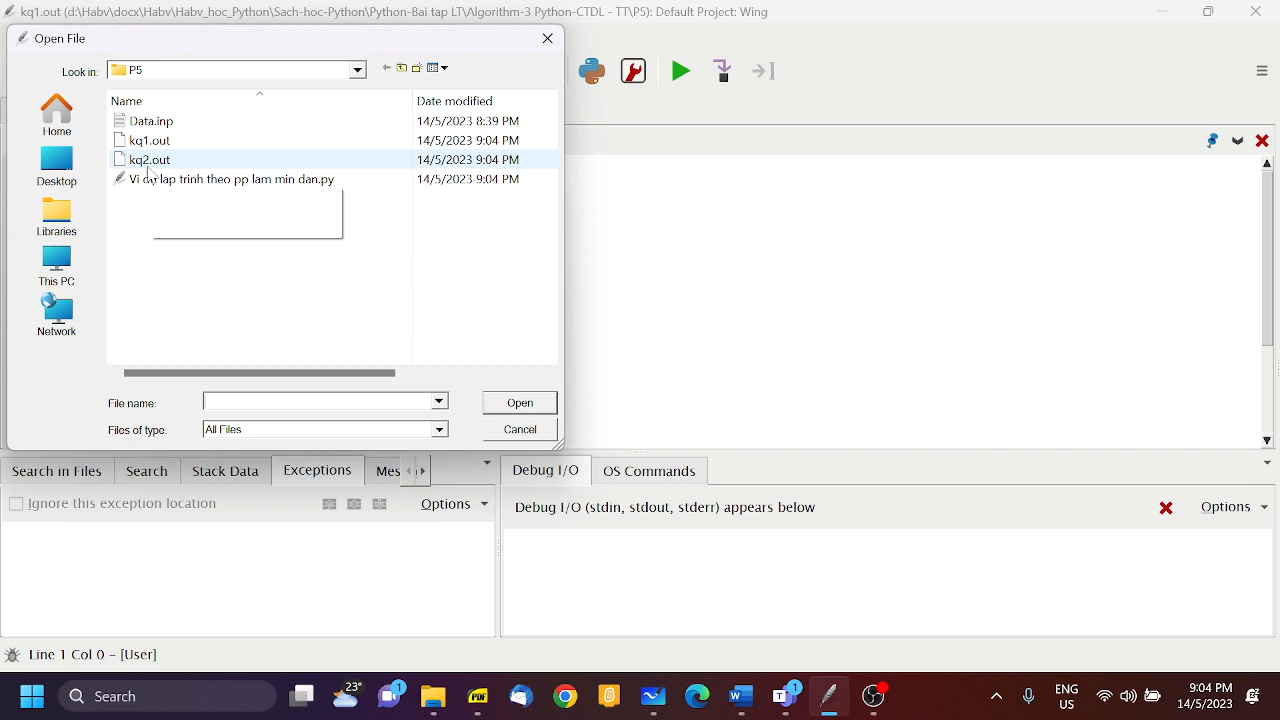 kq1.out (d:\Habv\docx\Habv\Habv_hoc_Python\Sach-hoc-Python\Python-Bai tap LT\Algorithm-3 Python-CTDL - TT\P5): Default Project: Wing
Open File
Look in:
P5
Name
Date modified
Data.inp
14/5/2023 8:39 PM
kq1.out
14/5/2023 9:04 PM
kq2.out
14/5/2023 9:04 PM
Vi lap trinh theo pp lam min dan.py
14/5/2023 9:04 PM
Home
Desktop
Libraries
This PC
Network
File name:
Open
Files of type:
All Files
Cancel
Search in Files
Search
Stack Data
Exceptions
Debug I/O
OS Commands
Ignore this exception location
Options
Debug I/O (stdin, stdout, stderr) appears below
Options
Line 1 Col 0 - [User]
Search
23°
1
PDF
1
ENG
US
9:04 PM
14/5/2023